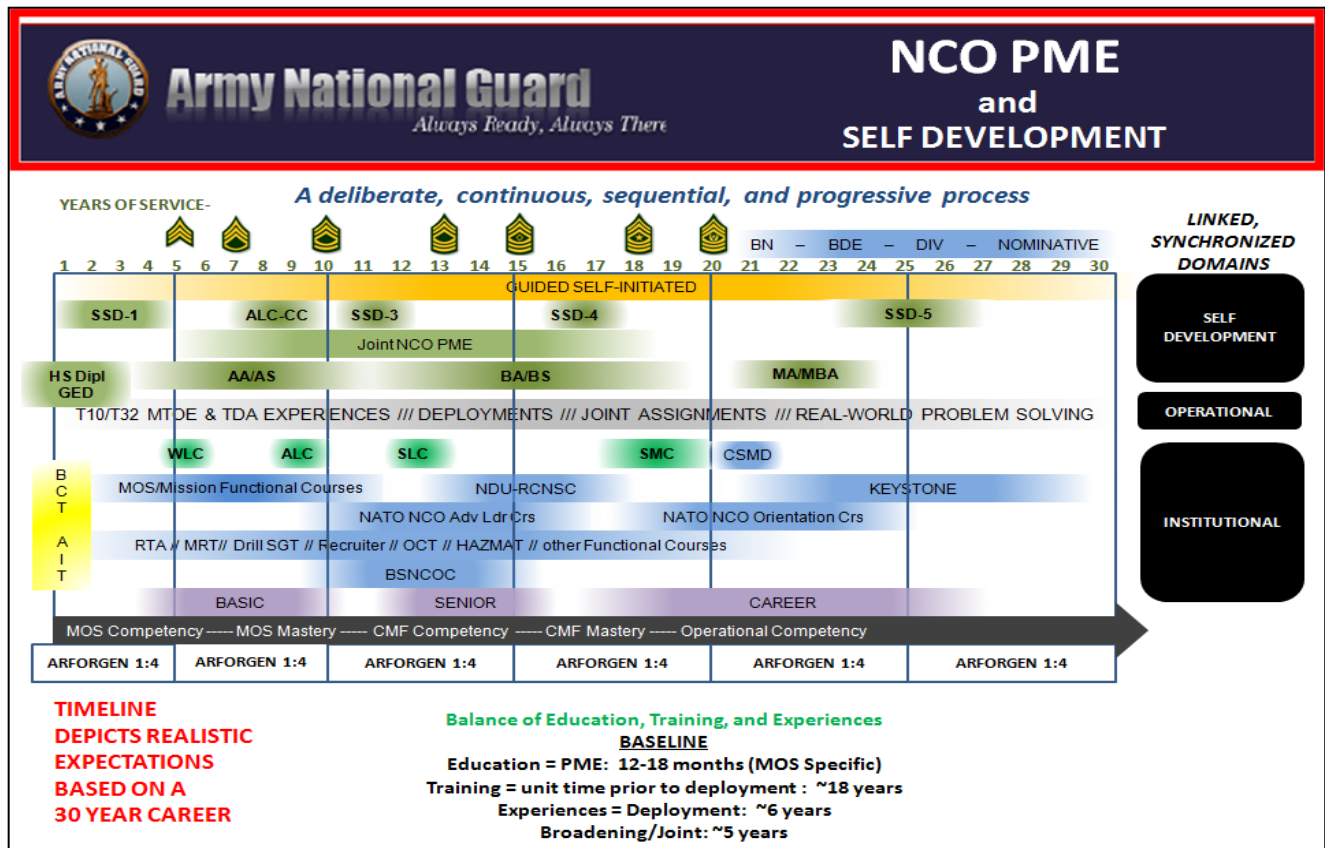 ARMY NATIONAL GUARD
Army National Guard
Always Ready, Always There
NCO PME
and
SELF DEVELOPMENT
A deliberate, continuous, sequential, and progressive process
YEARS OF SERVICE-
BN – BDE – DIV – NOMINATIVE
LINKED,
SYNCHRONIZED
DOMAINS
1 2 3 4 5 6 7 8 9 10 11 12 13 14 15 16 17 18 19 20 21 22 23 24 25 26 27 28 29 30
GUIDED SELF-INITIATED
SSD-1 ALC-CC SSD-3 SSD-4 SSD-5
SELF
DEVELOPMENT
Joint NCO PME
HS Dipl
GED
AA/AS BA/BS MA/MBA
T10/T32 MTOE & TDA EXPERIENCES /// DEPLOYMENTS /// JOINT ASSIGNMENTS /// REAL-WORLD PROBLEM SOLVING
OPERATIONAL
WLC ALC SLC SMC CSMD
B
C
T
A
I
T
MOS/Mission Functional Courses NDU-RCNSC KEYSTONE
NATO NCO Adv Ldr Crs NATO NCO Orientation Crs
INSTITUTIONAL
RTA // MRT// Drill SGT // Recruiter // OCT // HAZMAT // other Functional Courses
BSNCOC
BASIC SENIOR CAREER
MOS Competency ----- MOS Mastery ----- CMF Competency ----- CMF Mastery ----- Operational Competency
ARFORGEN 1:4 ARFORGEN 1:4 ARFORGEN 1:4 ARFORGEN 1:4 ARFORGEN 1:4 ARFORGEN 1:4
TIMELINE
DEPICTS REALISTIC
EXPECTATIONS
BASED ON A
30 YEAR CAREER
Balance of Education, Training, and Experiences
BASELINE
Education = PME: 12-18 months (MOS Specific)
Training = unit time prior to deployment : ~18 years
Experiences = Deployment: ~6 years
Broadening/Joint: ~5 years